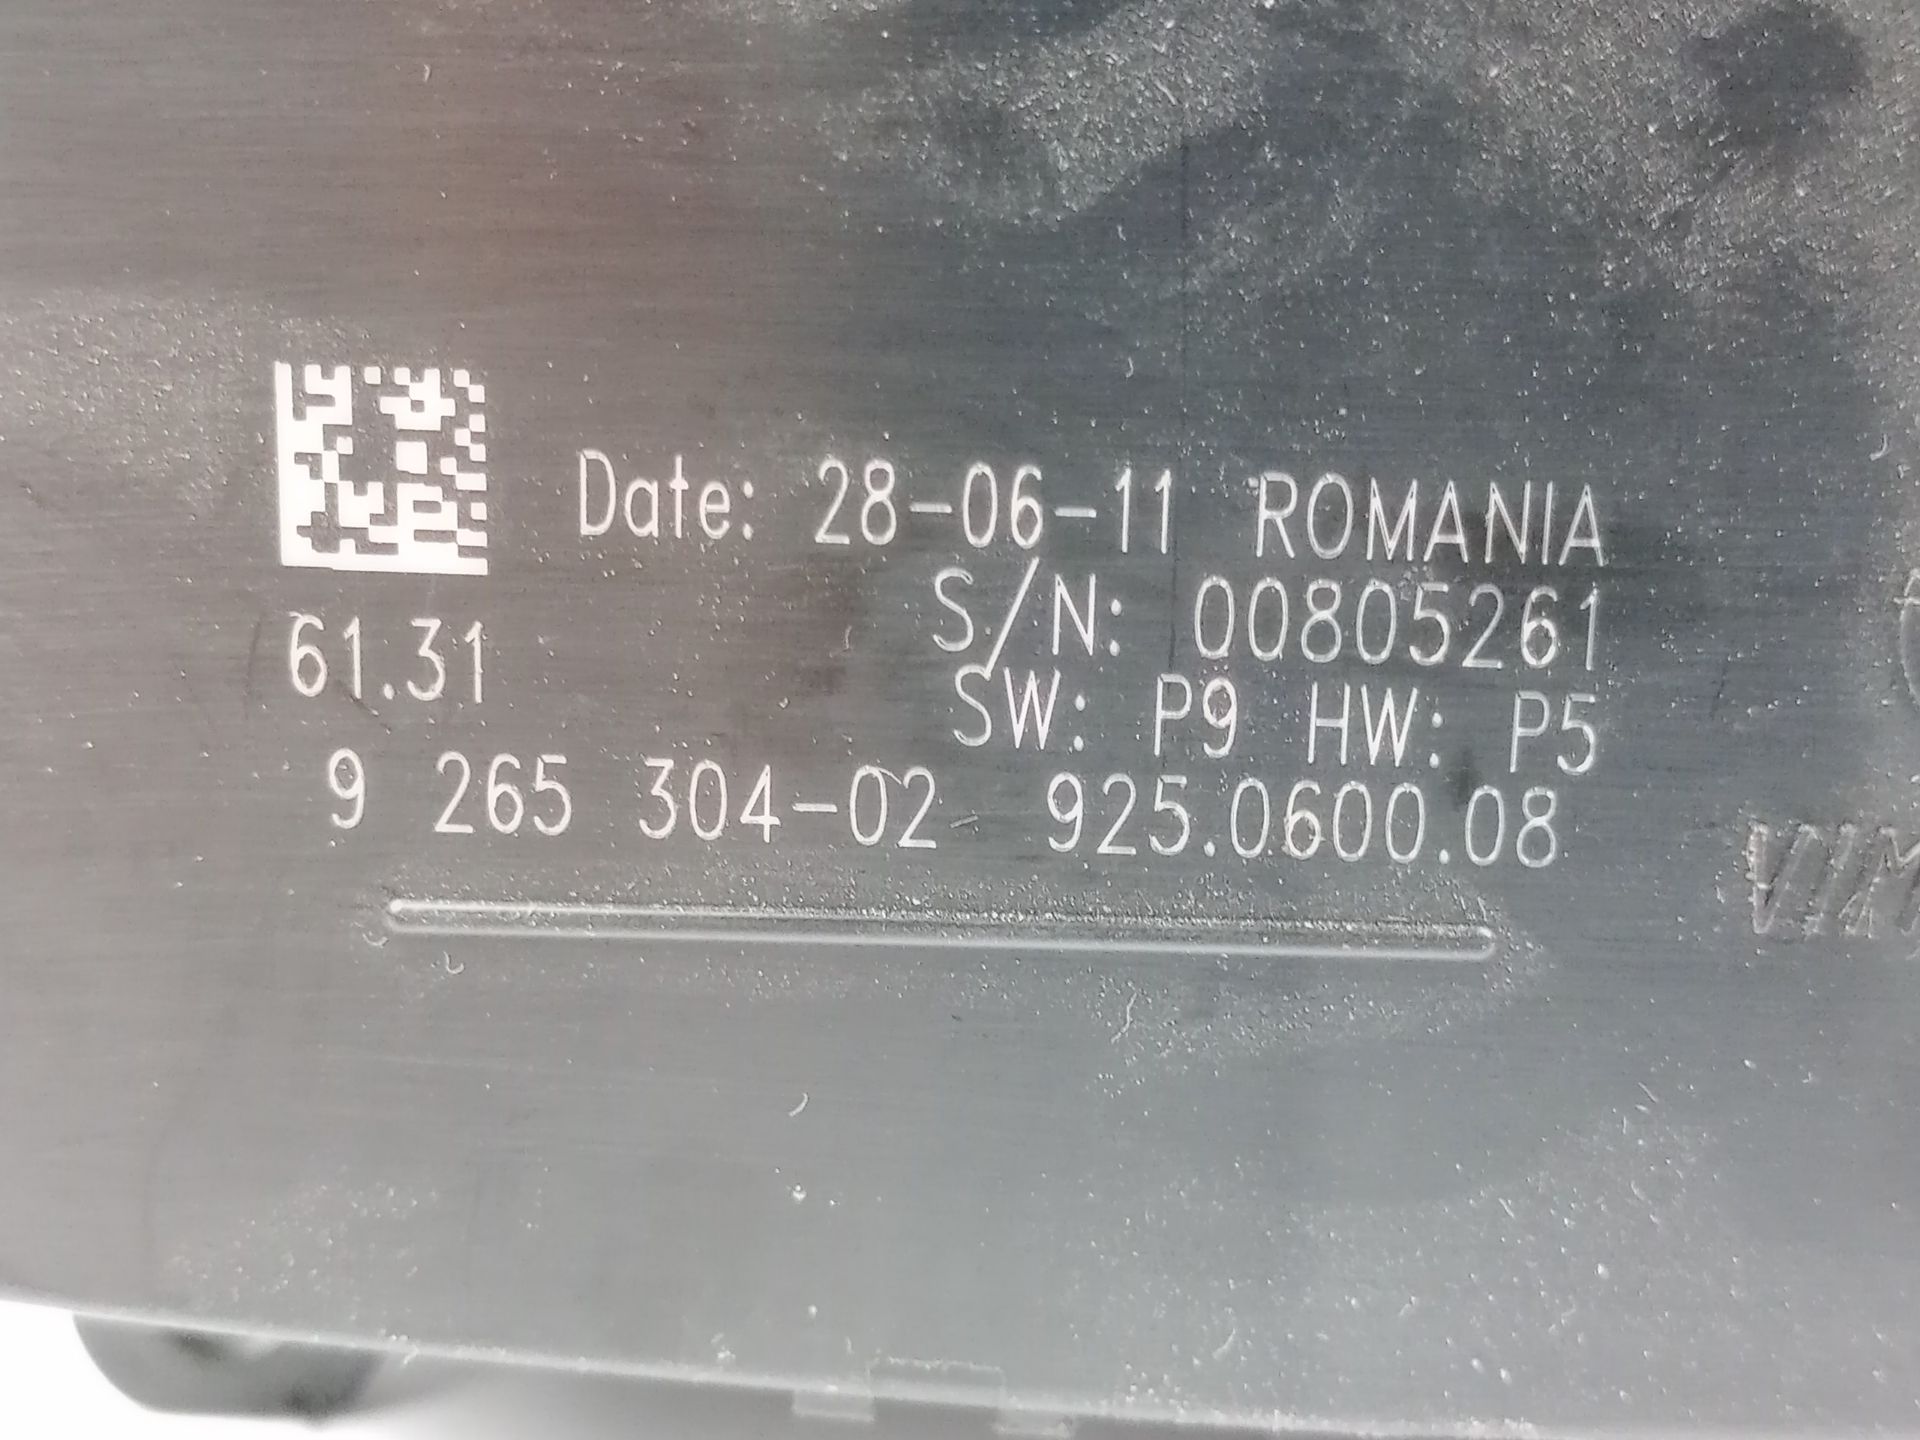 Date: 28-06-11 ROMANIA
S/N: 00805261
61.31
SW: P9 HW: P5
9 265 304-02 925.0600.08